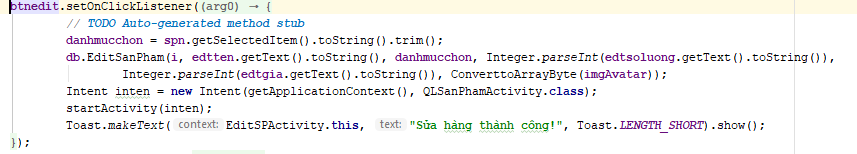 btnedit.setOnClickListener((arg0) → {
// TODO Auto-generated method stub
danhmucchon = spn.getSelectedItem().toString().trim();
db.EditSanPham(i, edtten.getText().toString(), danhmucchon, Integer.parseInt(edtsoluong.getText().toString()),
Integer.parseInt(edtgia.getText().toString()), ConverttoArrayByte(imgAvatar));
Intent inten = new Intent(getApplicationContext(), QLSanPhamActivity.class);
startActivity(inten);
Toast.makeText( context: EditSPActivity.this, text: "Sửa hàng thành công!", Toast.LENGTH_SHORT).show();
});